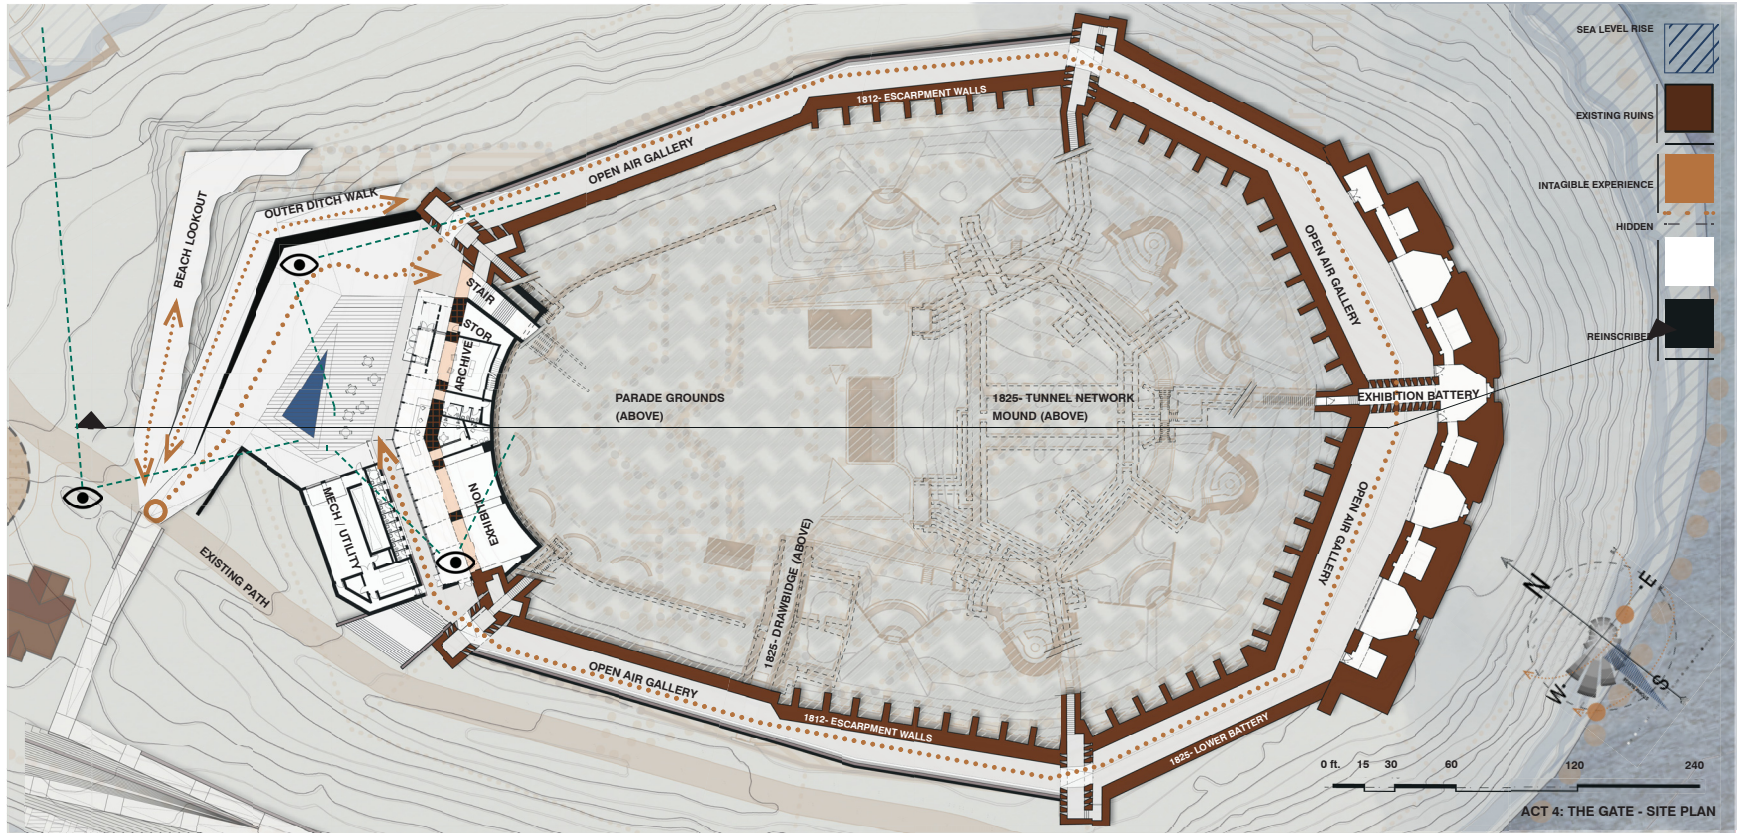 SEA LEVEL RISE
EXISTING RUINS
INTAGIBLE EXPERIENCE
HIDDEN
REINSCRIBED
1812- ESCARPMENT WALLS
OPEN AIR GALLERY
OUTER DITCH WALK
BEACH LOOKOUT
STAIR
STOR
ARCHIVE
EXHIBITION
MECH / UTILITY
EXISTING PATH
PARADE GROUNDS
(ABOVE)
1825- TUNNEL NETWORK
MOUND (ABOVE)
OPEN AIR GALLERY
EXHIBITION BATTERY
OPEN AIR GALLERY
1825- DRAWBIDGE (ABOVE)
OPEN AIR GALLERY
1812- ESCARPMENT WALLS
1825- LOWER BATTERY
N
E
W
S
0 ft. 15 30 60 120 240
ACT 4: THE GATE - SITE PLAN